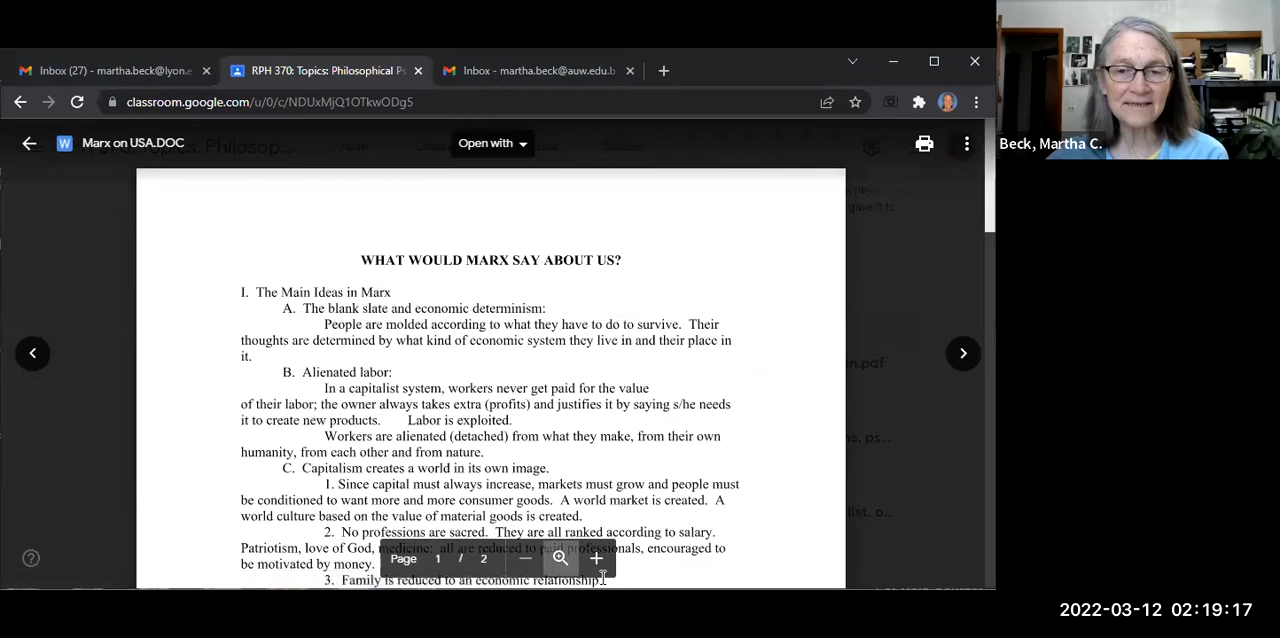 Inbox (27) - martha.beck@lyon.e
RPH 370: Topics: Philosophical Ps
Inbox - martha.beck@auw.edu.b
classroom.google.com/u/0/c/NDUxMjQ1OTkwODg5
Marx on USA.DOC
Open with
Beck, Martha C.
gave it to
WHAT WOULD MARX SAY ABOUT US?
I. The Main Ideas in Marx
A. The blank slate and economic determinism:
People are molded according to what they have to do to survive. Their
thoughts are determined by what kind of economic system they live in and their place in
it.
B. Alienated labor:
In a capitalist system, workers never get paid for the value
of their labor; the owner always takes extra (profits) and justifies it by saying s/he needs
it to create new products. Labor is exploited.
Workers are alienated (detached) from what they make, from their own
humanity, from each other and from nature.
C. Capitalism creates a world in its own image.
1. Since capital must always increase, markets must grow and people must
be conditioned to want more and more consumer goods. A world market is created. A
world culture based on the value of material goods is created.
2. No professions are sacred. They are all ranked according to salary.
Patriotism, love of God, medicine: all are reduced to paid professionals, encouraged to
be motivated by money.
3. Family is reduced to an economic relationship.
Page 1 / 2
2022-03-12 02:19:17